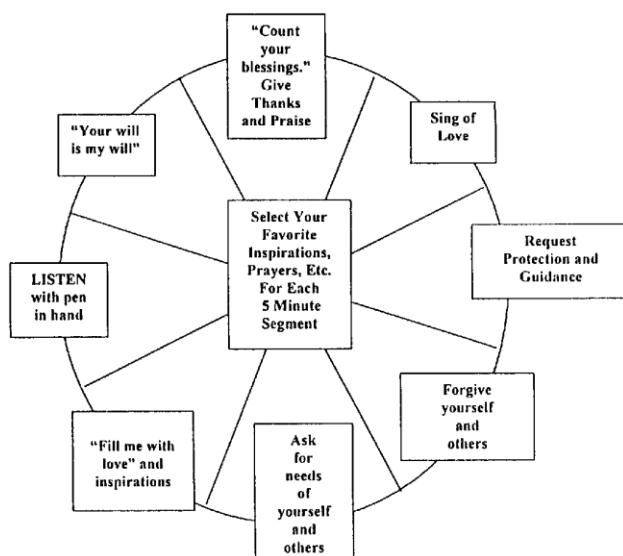 "Count
your
blessings."
Give
Thanks
and Praise
Sing of
Love
Request
Protection and
Guidance
Forgive
yourself
and
others
Ask
for
needs
of
yourself
and
others
"Fill me with
love" and
inspirations
LISTEN
with pen
in hand
"Your will
is my will"
Select Your
Favorite
Inspirations,
Prayers, Etc.
For Each
5 Minute
Segment